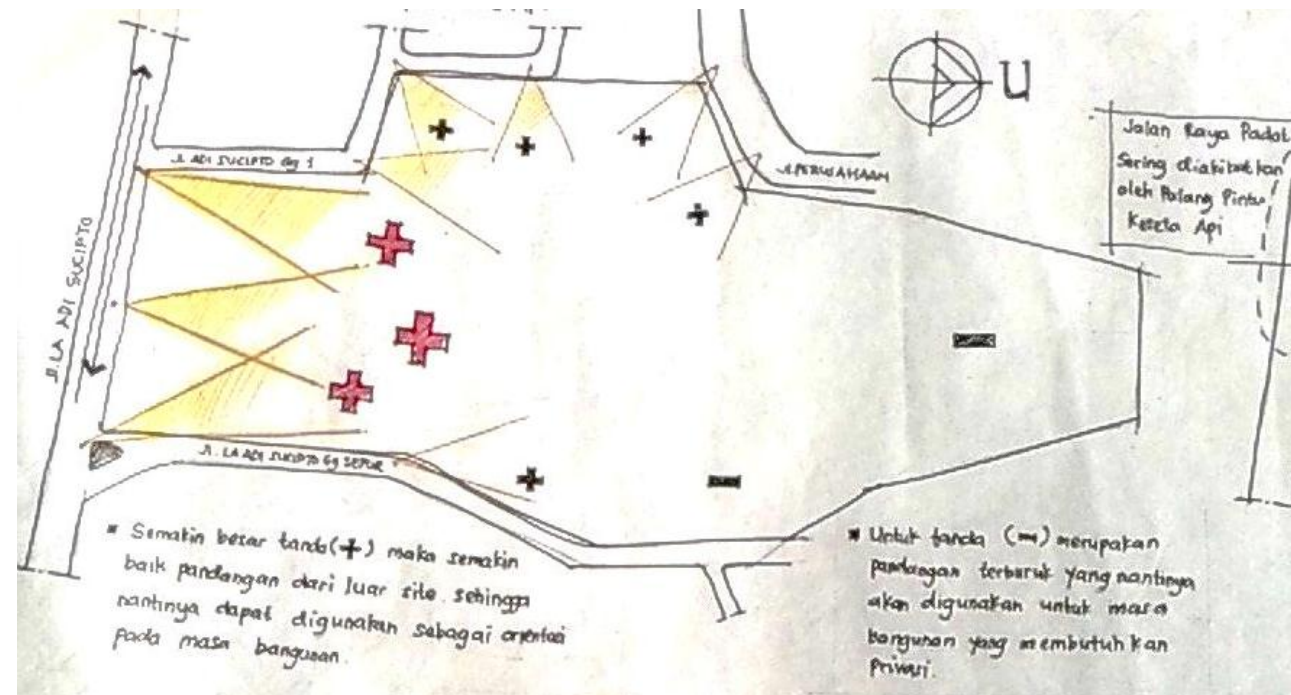 U
Jalan Raya Padat
Sering diakibatkan
oleh Palang Pintu
Kereta Api
JL ADI SUCIPTO Gg 1
JL PERUSAHAAN
JL. LA ADI SUCIPTO
JL. LA ADI SUCIPTO Gg SEPUR
* Semakin besar tanda (+) maka semakin
baik pandangan dari luar site. sehingga
nantinya dapat digunakan sebagai orientasi
pada masa bangunan.
* Untuk tanda (-) merupakan
pandangan terburuk yang nantinya
akan digunakan untuk masa
bangunan yang membutuhkan
Privasi.